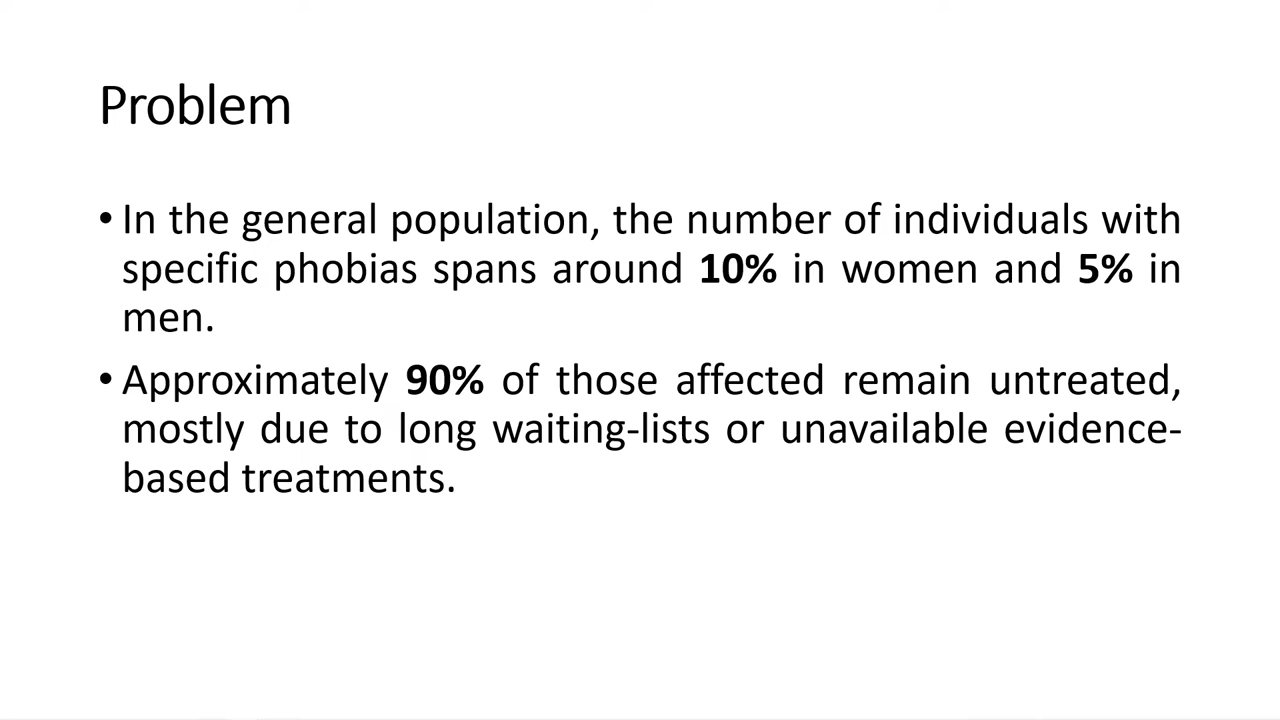 Problem
• In the general population, the number of individuals with
specific phobias spans around 10% in women and 5% in
men.
• Approximately 90% of those affected remain untreated,
mostly due to long waiting-lists or unavailable evidence-
based treatments.